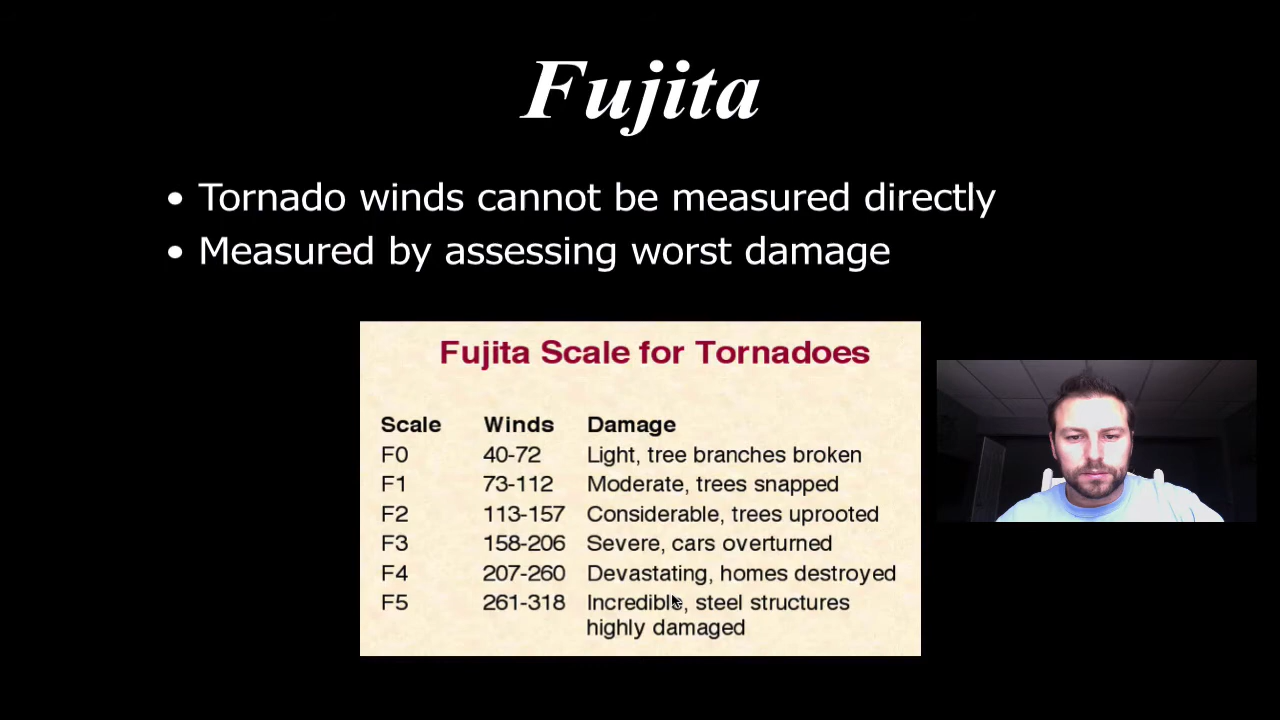 Fujita
• Tornado winds cannot be measured directly
• Measured by assessing worst damage
Fujita Scale for Tornadoes
Scale Winds Damage
F0 40-72 Light, tree branches broken
F1 73-112 Moderate, trees snapped
F2 113-157 Considerable, trees uprooted
F3 158-206 Severe, cars overturned
F4 207-260 Devastating, homes destroyed
F5 261-318 Incredible, steel structures
highly damaged